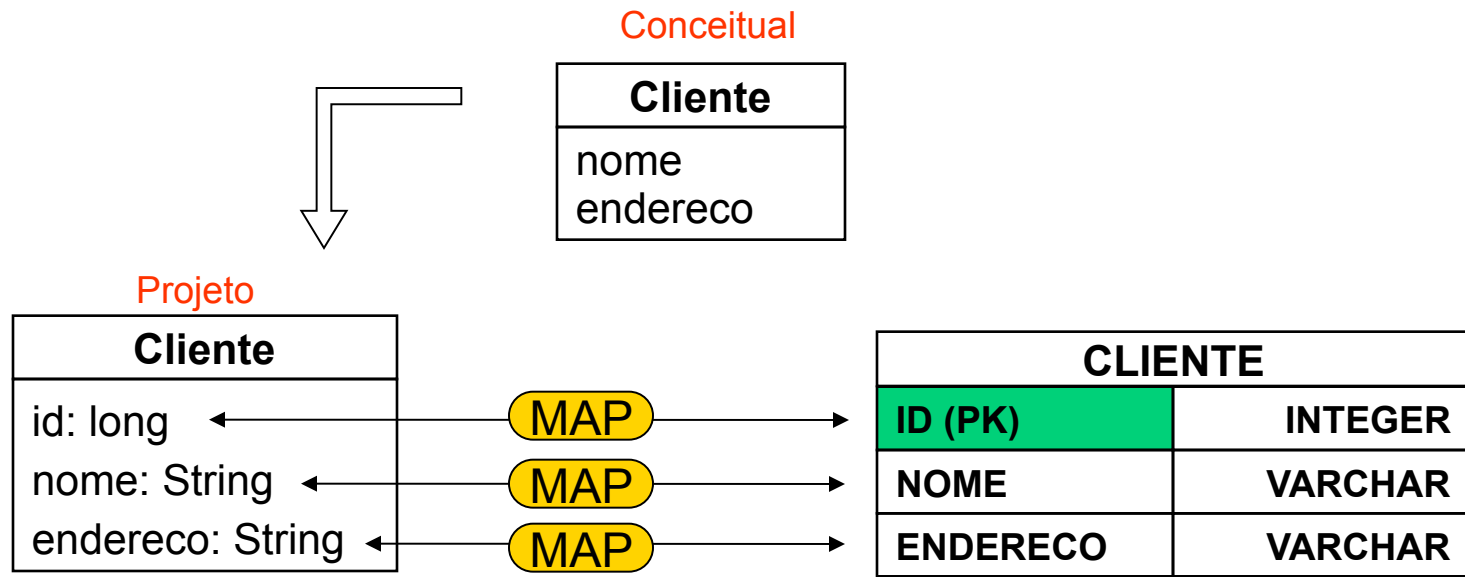 Conceitual
Cliente
nome
endereco
Projeto
Cliente
id: long
nome: String
endereco: String
MAP
MAP
MAP
CLIENTE
ID (PK) INTEGER
NOME VARCHAR
ENDERECO VARCHAR